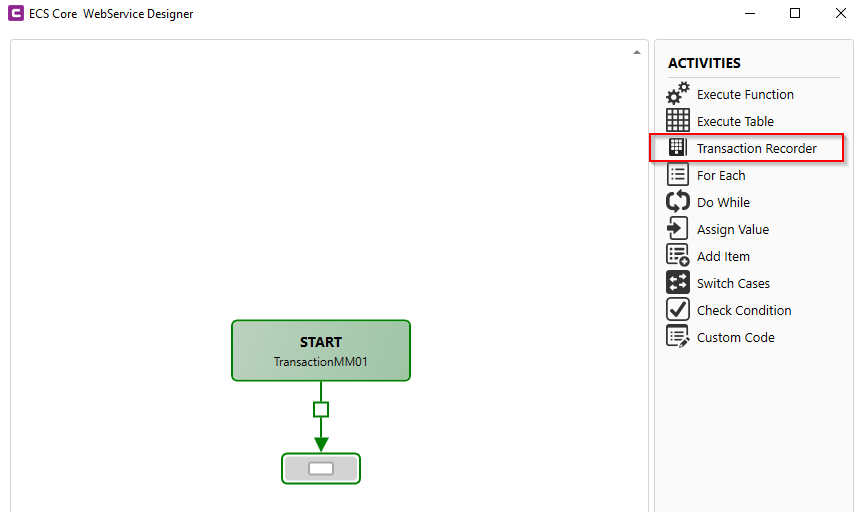 ECS Core WebService Designer
START
TransactionMM01
ACTIVITIES
Execute Function
Execute Table
Transaction Recorder
For Each
Do While
Assign Value
Add Item
Switch Cases
Check Condition
Custom Code